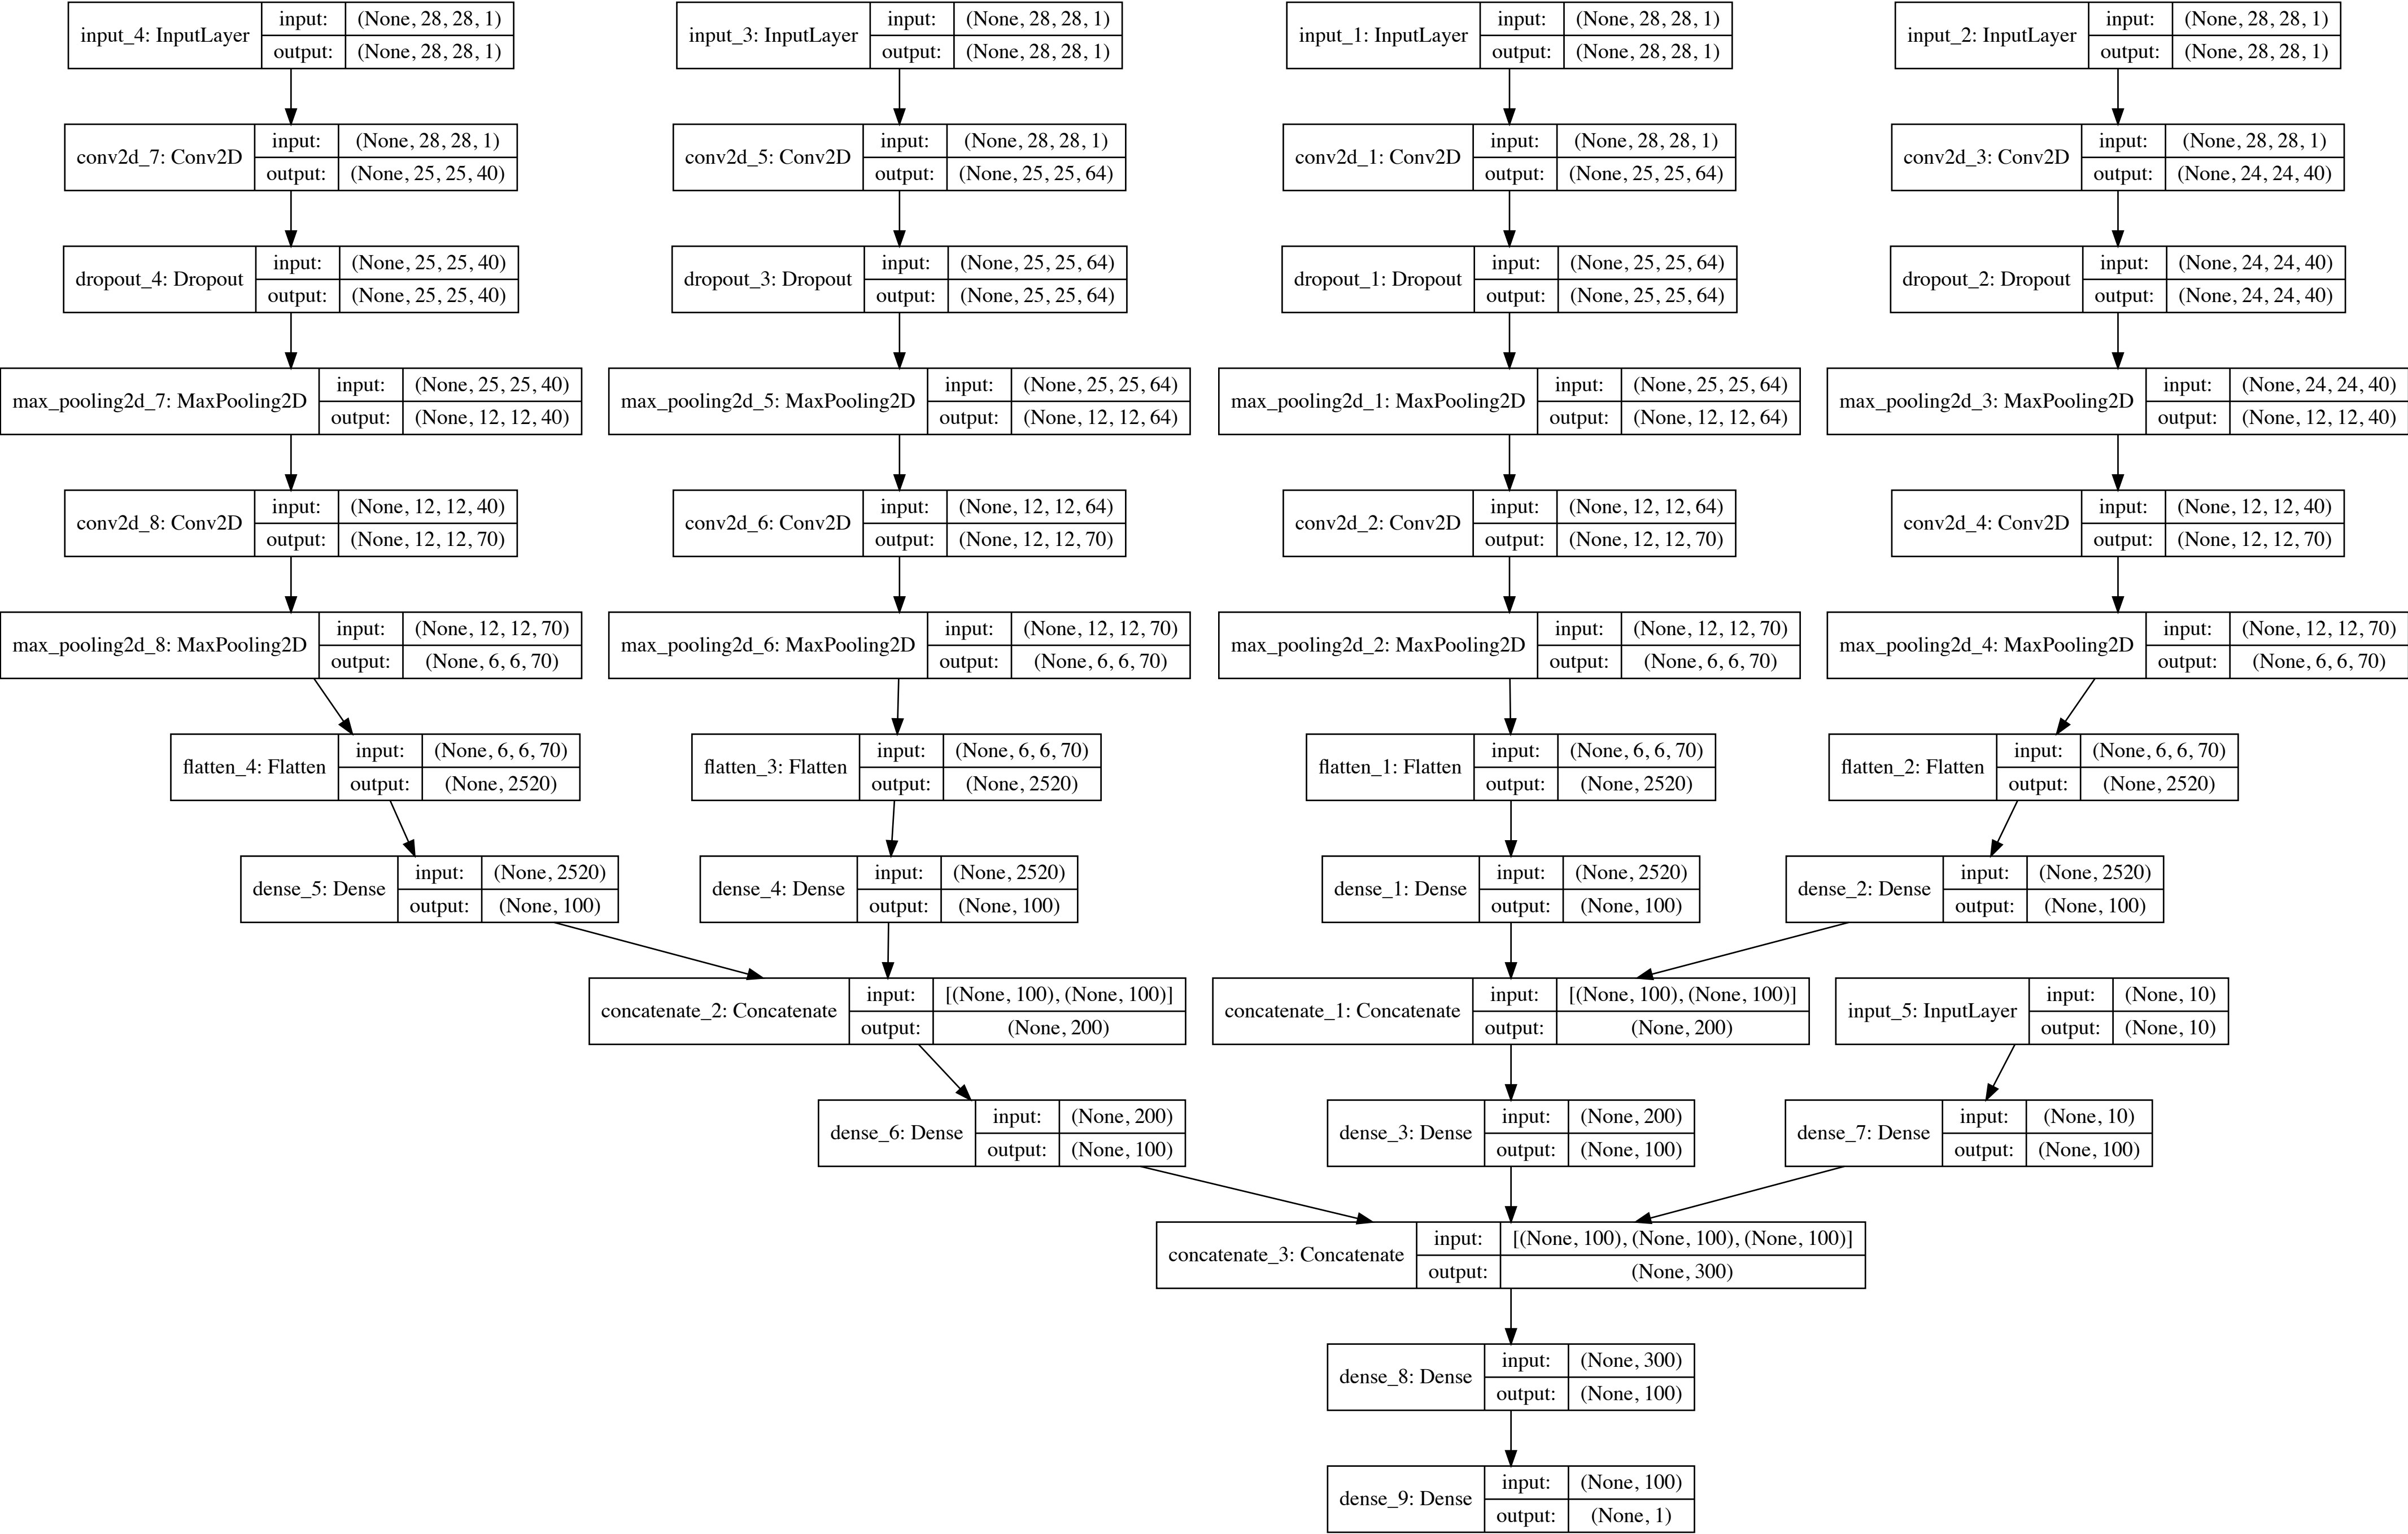 input_4: InputLayer input: (None, 28, 28, 1) output: (None, 28, 28, 1)
input_3: InputLayer input: (None, 28, 28, 1) output: (None, 28, 28, 1)
input_1: InputLayer input: (None, 28, 28, 1) output: (None, 28, 28, 1)
input_2: InputLayer input: (None, 28, 28, 1) output: (None, 28, 28, 1)
conv2d_7: Conv2D input: (None, 28, 28, 1) output: (None, 25, 25, 40)
conv2d_5: Conv2D input: (None, 28, 28, 1) output: (None, 25, 25, 64)
conv2d_1: Conv2D input: (None, 28, 28, 1) output: (None, 25, 25, 64)
conv2d_3: Conv2D input: (None, 28, 28, 1) output: (None, 24, 24, 40)
dropout_4: Dropout input: (None, 25, 25, 40) output: (None, 25, 25, 40)
dropout_3: Dropout input: (None, 25, 25, 64) output: (None, 25, 25, 64)
dropout_1: Dropout input: (None, 25, 25, 64) output: (None, 25, 25, 64)
dropout_2: Dropout input: (None, 24, 24, 40) output: (None, 24, 24, 40)
max_pooling2d_7: MaxPooling2D input: (None, 25, 25, 40) output: (None, 12, 12, 40)
max_pooling2d_5: MaxPooling2D input: (None, 25, 25, 64) output: (None, 12, 12, 64)
max_pooling2d_1: MaxPooling2D input: (None, 25, 25, 64) output: (None, 12, 12, 64)
max_pooling2d_3: MaxPooling2D input: (None, 24, 24, 40) output: (None, 12, 12, 40)
conv2d_8: Conv2D input: (None, 12, 12, 40) output: (None, 12, 12, 70)
conv2d_6: Conv2D input: (None, 12, 12, 64) output: (None, 12, 12, 70)
conv2d_2: Conv2D input: (None, 12, 12, 64) output: (None, 12, 12, 70)
conv2d_4: Conv2D input: (None, 12, 12, 40) output: (None, 12, 12, 70)
max_pooling2d_8: MaxPooling2D input: (None, 12, 12, 70) output: (None, 6, 6, 70)
max_pooling2d_6: MaxPooling2D input: (None, 12, 12, 70) output: (None, 6, 6, 70)
max_pooling2d_2: MaxPooling2D input: (None, 12, 12, 70) output: (None, 6, 6, 70)
max_pooling2d_4: MaxPooling2D input: (None, 12, 12, 70) output: (None, 6, 6, 70)
flatten_4: Flatten input: (None, 6, 6, 70) output: (None, 2520)
flatten_3: Flatten input: (None, 6, 6, 70) output: (None, 2520)
flatten_1: Flatten input: (None, 6, 6, 70) output: (None, 2520)
flatten_2: Flatten input: (None, 6, 6, 70) output: (None, 2520)
dense_5: Dense input: (None, 2520) output: (None, 100)
dense_4: Dense input: (None, 2520) output: (None, 100)
dense_1: Dense input: (None, 2520) output: (None, 100)
dense_2: Dense input: (None, 2520) output: (None, 100)
concatenate_2: Concatenate input: [(None, 100), (None, 100)] output: (None, 200)
concatenate_1: Concatenate input: [(None, 100), (None, 100)] output: (None, 200)
input_5: InputLayer input: (None, 10) output: (None, 10)
dense_6: Dense input: (None, 200) output: (None, 100)
dense_3: Dense input: (None, 200) output: (None, 100)
dense_7: Dense input: (None, 10) output: (None, 100)
concatenate_3: Concatenate input: [(None, 100), (None, 100), (None, 100)] output: (None, 300)
dense_8: Dense input: (None, 300) output: (None, 100)
dense_9: Dense input: (None, 100) output: (None, 1)